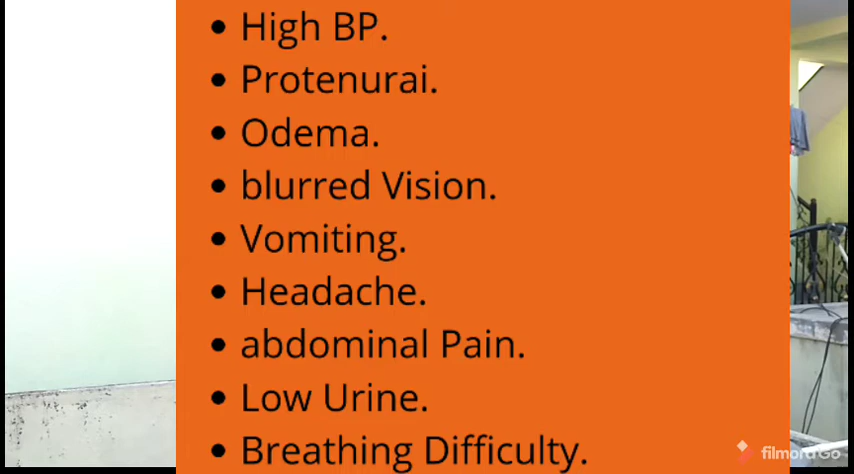 • High BP.
• Protenurai.
• Odema.
• blurred Vision.
• Vomiting.
• Headache.
• abdominal Pain.
• Low Urine.
• Breathing Difficulty.
filmora Go